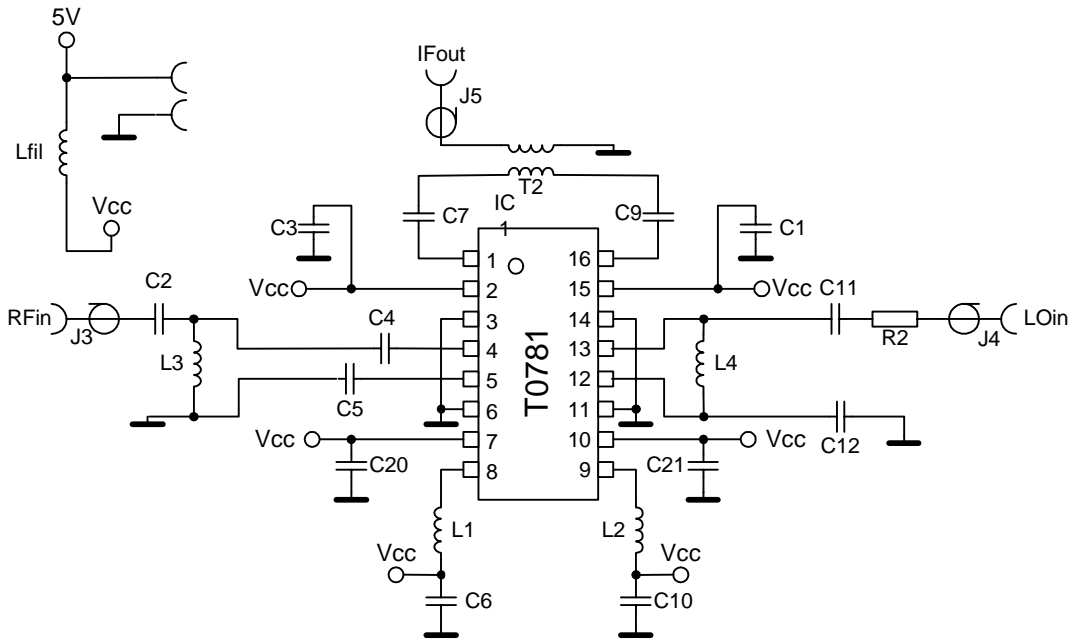 5V
IFout
J5
Lfil
T2
IC
1
Vcc
C3
C7
C9
C1
1
16
Vcc
2
15
Vcc
C2
C11
RFin
J3
C4
3
14
R2
J4
LOin
L3
4
13
L4
5
12
C5
T0781
6
11
C12
Vcc
7
10
Vcc
C20
8
9
C21
L1
L2
Vcc
Vcc
C6
C10